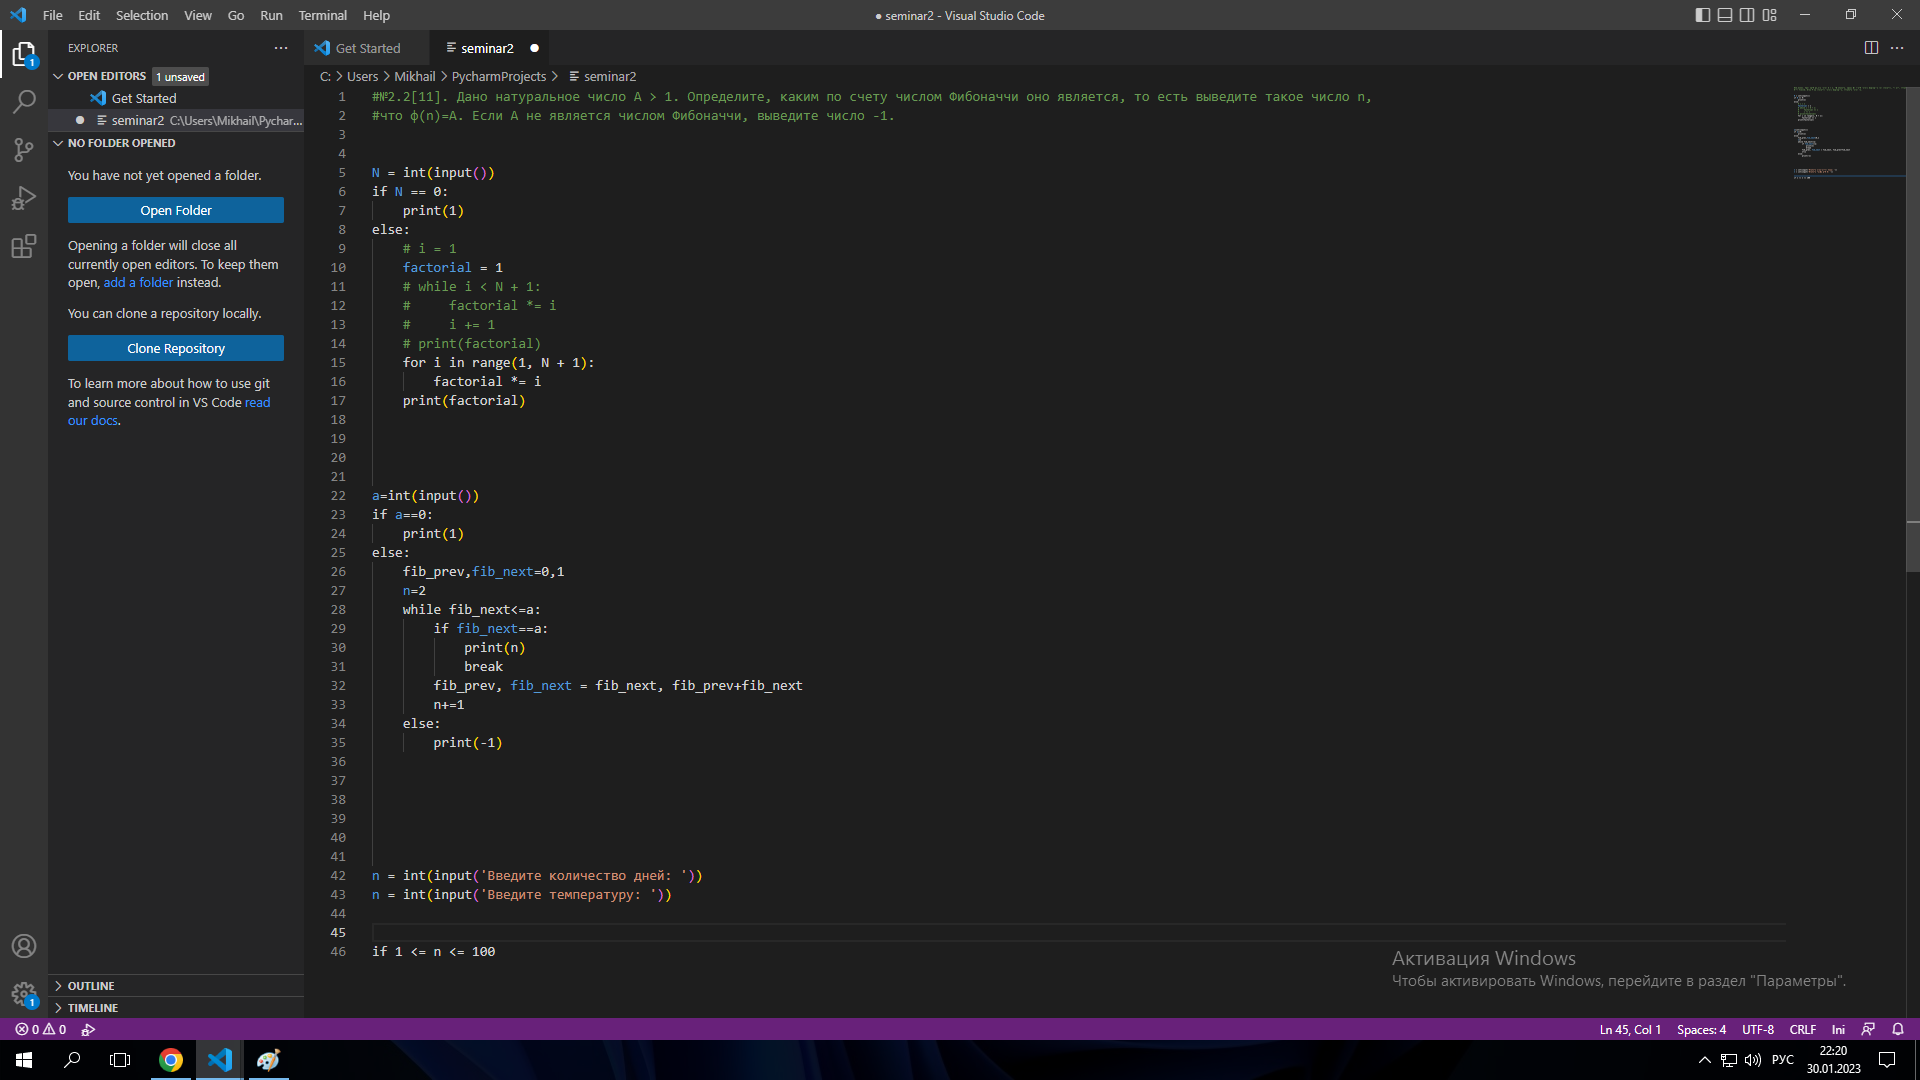 File Edit Selection View Go Run Terminal Help
● seminar2 - Visual Studio Code
EXPLORER
OPEN EDITORS 1 unsaved
Get Started
seminar2 C:\Users\Mikhail\Pychar...
NO FOLDER OPENED
You have not yet opened a folder.
Open Folder
Opening a folder will close all
currently open editors. To keep them
open, add a folder instead.
You can clone a repository locally.
Clone Repository
To learn more about how to use git
and source control in VS Code read
our docs.
OUTLINE
TIMELINE
Get Started seminar2
C: > Users > Mikhail > PycharmProjects > seminar2
1 #№2.2[11]. Дано натуральное число A > 1. Определите, каким по счету числом Фибоначчи оно является, то есть выведите такое число n,
2 #что φ(n)=A. Если А не является числом Фибоначчи, выведите число -1.
3
4
5 N = int(input())
6 if N == 0:
7     print(1)
8 else:
9     # i = 1
10     factorial = 1
11     # while i < N + 1:
12     #     factorial *= i
13     #     i += 1
14     # print(factorial)
15     for i in range(1, N + 1):
16         factorial *= i
17     print(factorial)
18
19
20
21
22 a=int(input())
23 if a==0:
24     print(1)
25 else:
26     fib_prev,fib_next=0,1
27     n=2
28     while fib_next<=a:
29         if fib_next==a:
30             print(n)
31             break
32         fib_prev, fib_next = fib_next, fib_prev+fib_next
33         n+=1
34     else:
35         print(-1)
36
37
38
39
40
41
42 n = int(input('Введите количество дней: '))
43 n = int(input('Введите температуру: '))
44
45
46 if 1 <= n <= 100
Активация Windows
Чтобы активировать Windows, перейдите в раздел "Параметры".
0 0
Ln 45, Col 1 Spaces: 4 UTF-8 CRLF Ini
1
1
РУС
22:20
30.01.2023